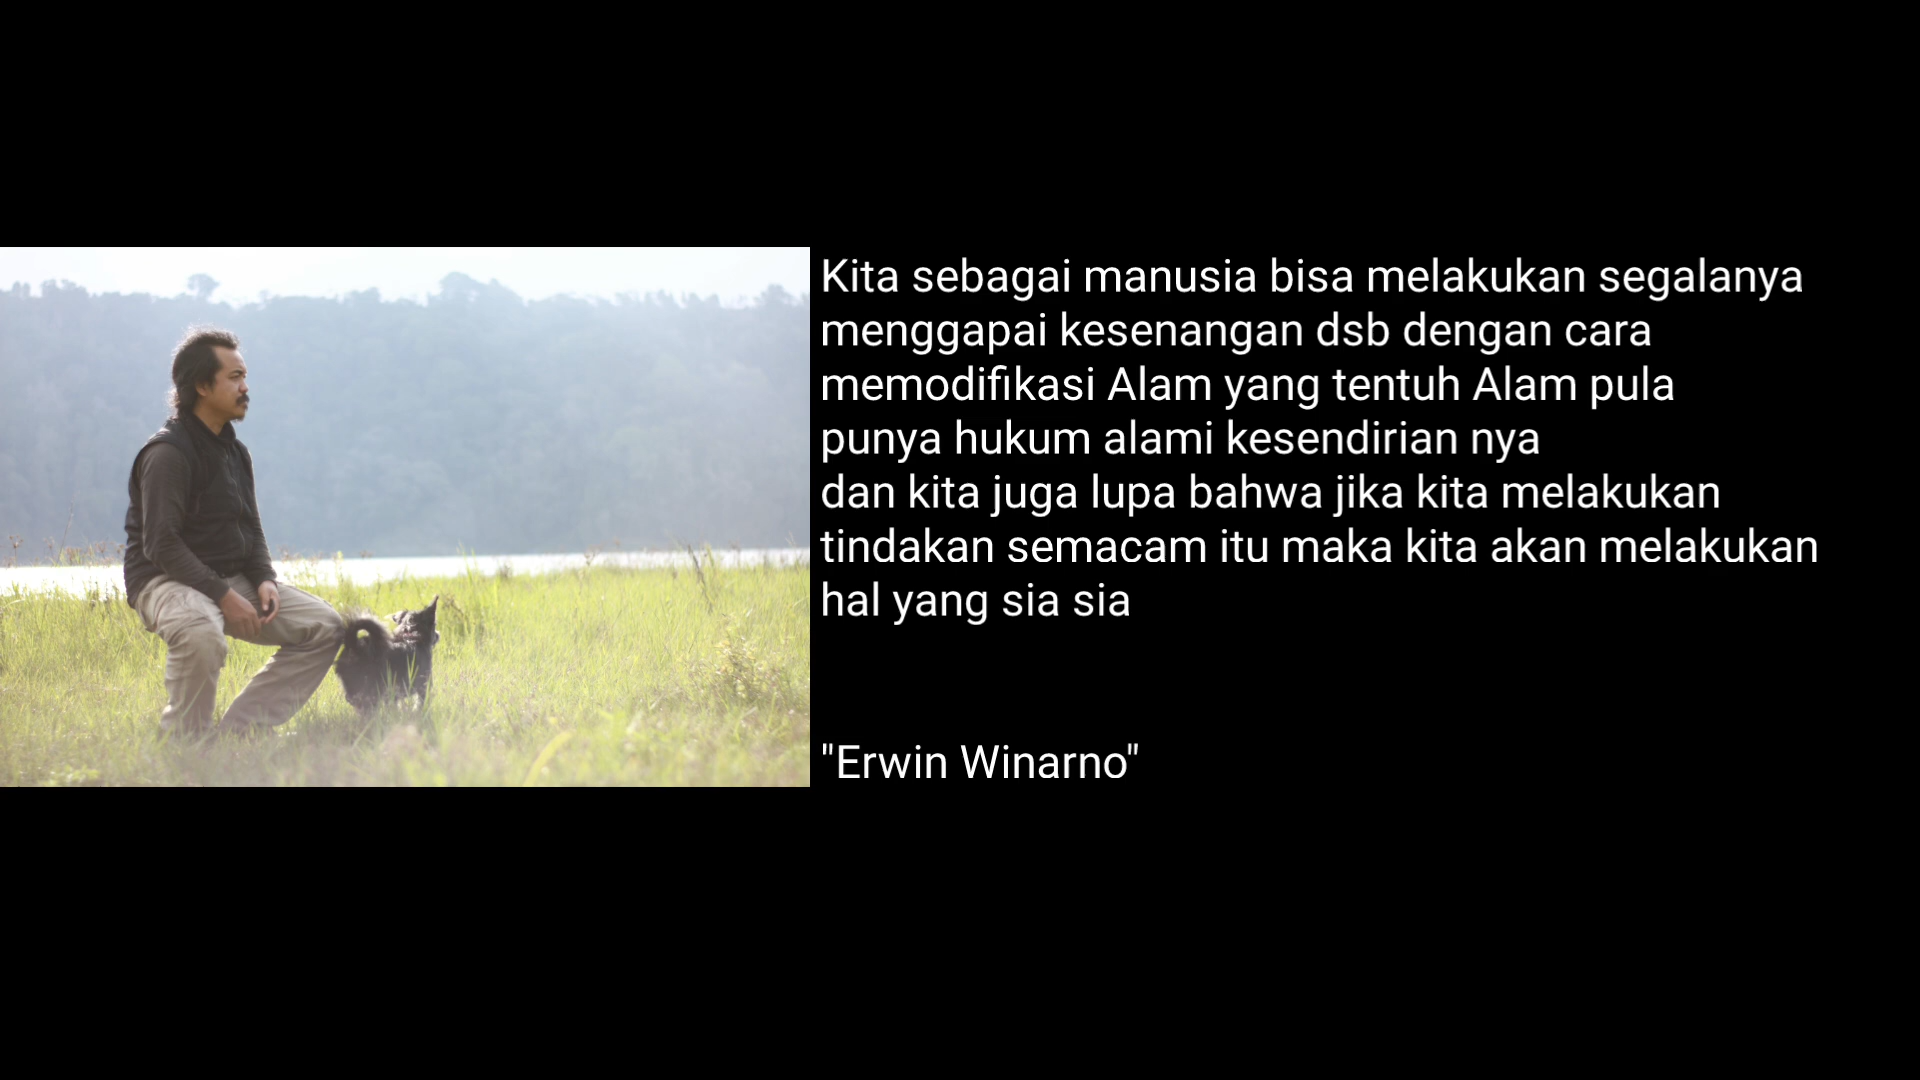 Kita sebagai manusia bisa melakukan segalanya
menggapai kesenangan dsb dengan cara
memodifikasi Alam yang tentuh Alam pula
punya hukum alami kesendirian nya
dan kita juga lupa bahwa jika kita melakukan
tindakan semacam itu maka kita akan melakukan
hal yang sia sia
"Erwin Winarno"